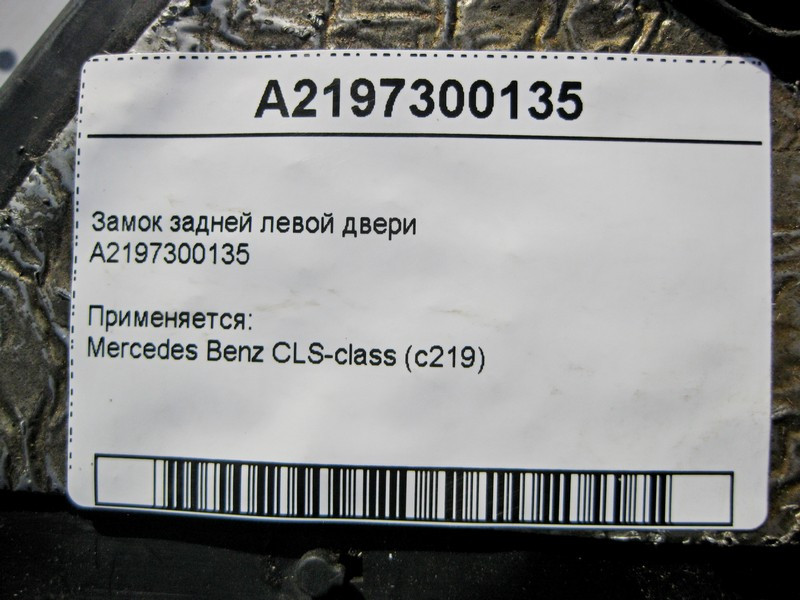 A2197300135
Замок задней левой двери
A2197300135
Применяется:
Mercedes Benz CLS-class (c219)